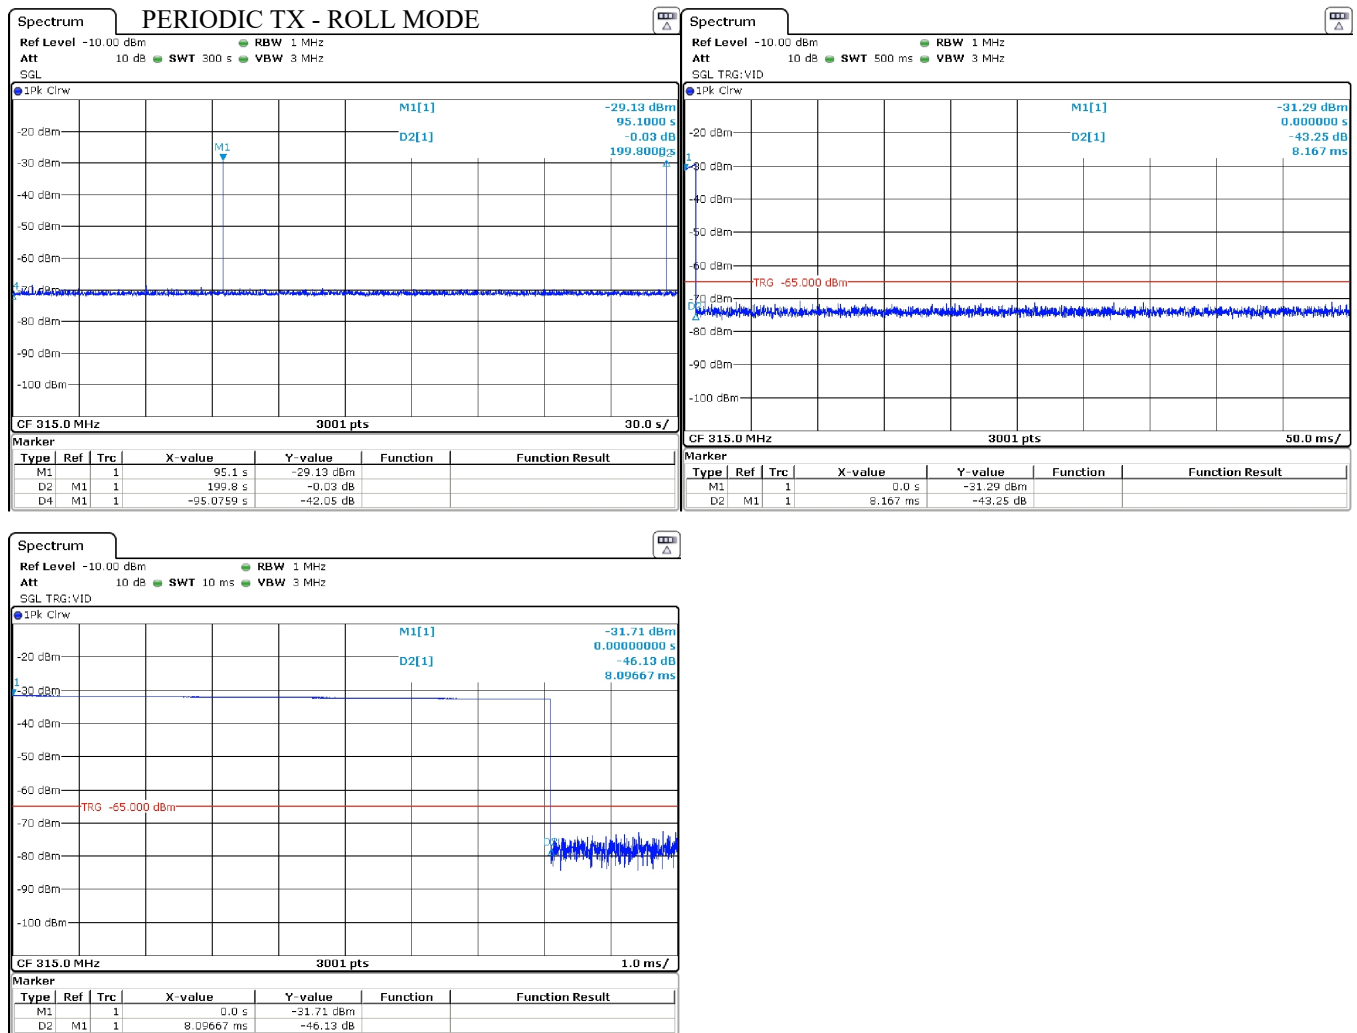 PERIODIC TX - ROLL MODE
Spectrum
Ref Level -10.00 dBm RBW 1 MHz
Att 10 dB SWT 300 s VBW 3 MHz
SGL
1Pk Clrw
M1[1] -29.13 dBm
95.1000 s
D2[1] -0.03 dB
199.8000 s
M1
D2
-20 dBm
-30 dBm
-40 dBm
-50 dBm
-60 dBm
-70 dBm
-80 dBm
-90 dBm
-100 dBm
CF 315.0 MHz 3001 pts 30.0 s/
Marker
Type Ref Trc X-value Y-value Function Function Result
M1 1 95.1 s -29.13 dBm
D2 M1 1 199.8 s -0.03 dB
D4 M1 1 -95.0759 s -42.05 dB
Spectrum
Ref Level -10.00 dBm RBW 1 MHz
Att 10 dB SWT 500 ms VBW 3 MHz
SGL TRG:VID
1Pk Clrw
M1[1] -31.29 dBm
0.000000 s
D2[1] -43.25 dB
8.167 ms
-20 dBm
-30 dBm
-40 dBm
-50 dBm
-60 dBm
TRG -65.000 dBm
-70 dBm
-80 dBm
-90 dBm
-100 dBm
CF 315.0 MHz 3001 pts 50.0 ms/
Marker
Type Ref Trc X-value Y-value Function Function Result
M1 1 0.0 s -31.29 dBm
D2 M1 1 8.167 ms -43.25 dB
Spectrum
Ref Level -10.00 dBm RBW 1 MHz
Att 10 dB SWT 10 ms VBW 3 MHz
SGL TRG:VID
1Pk Clrw
M1[1] -31.71 dBm
0.00000000 s
D2[1] -46.13 dB
8.09667 ms
-20 dBm
-30 dBm
-40 dBm
-50 dBm
-60 dBm
TRG -65.000 dBm
-70 dBm
-80 dBm
-90 dBm
-100 dBm
CF 315.0 MHz 3001 pts 1.0 ms/
Marker
Type Ref Trc X-value Y-value Function Function Result
M1 1 0.0 s -31.71 dBm
D2 M1 1 8.09667 ms -46.13 dB